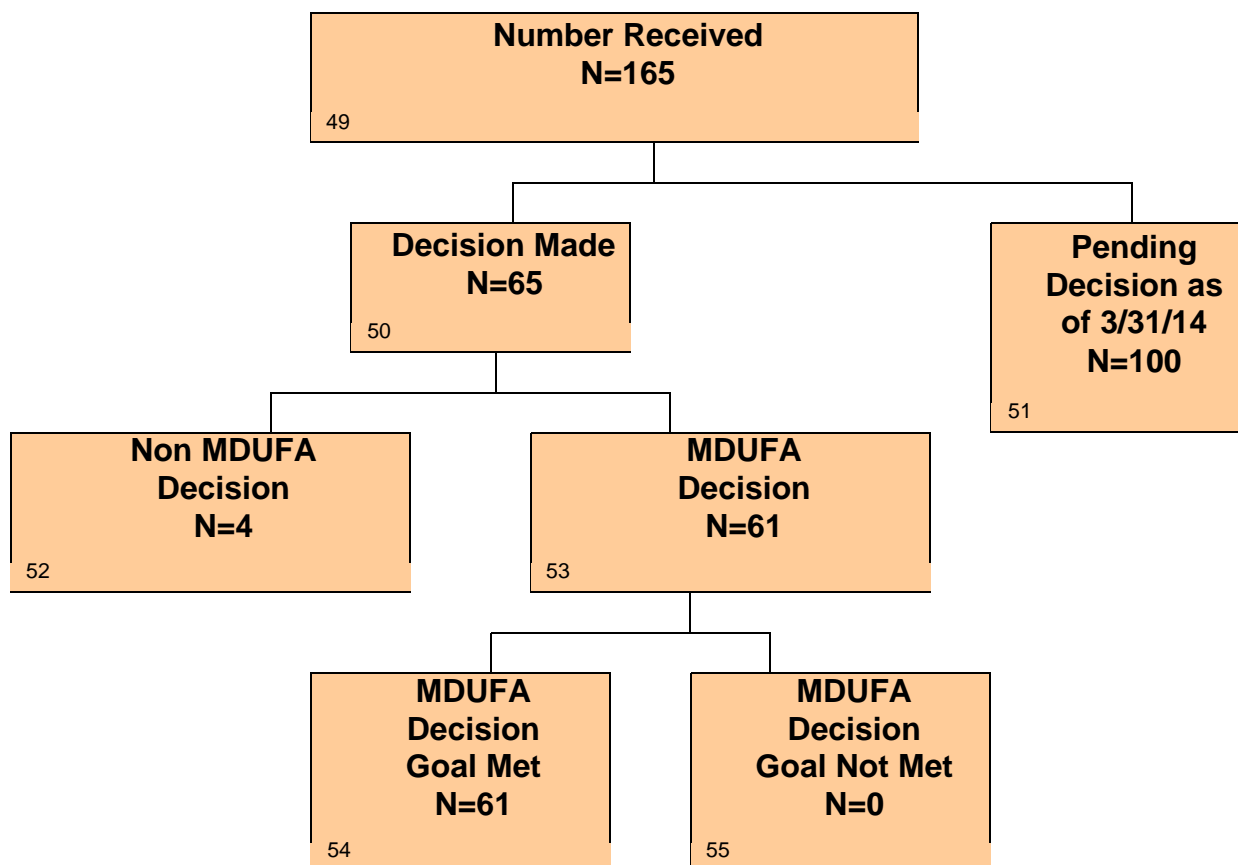 Number Received
N=165
49
Decision Made
N=65
50
Pending
Decision as
of 3/31/14
N=100
51
Non MDUFA
Decision
N=4
52
MDUFA
Decision
N=61
53
MDUFA
Decision
Goal Met
N=61
54
MDUFA
Decision
Goal Not Met
N=0
55